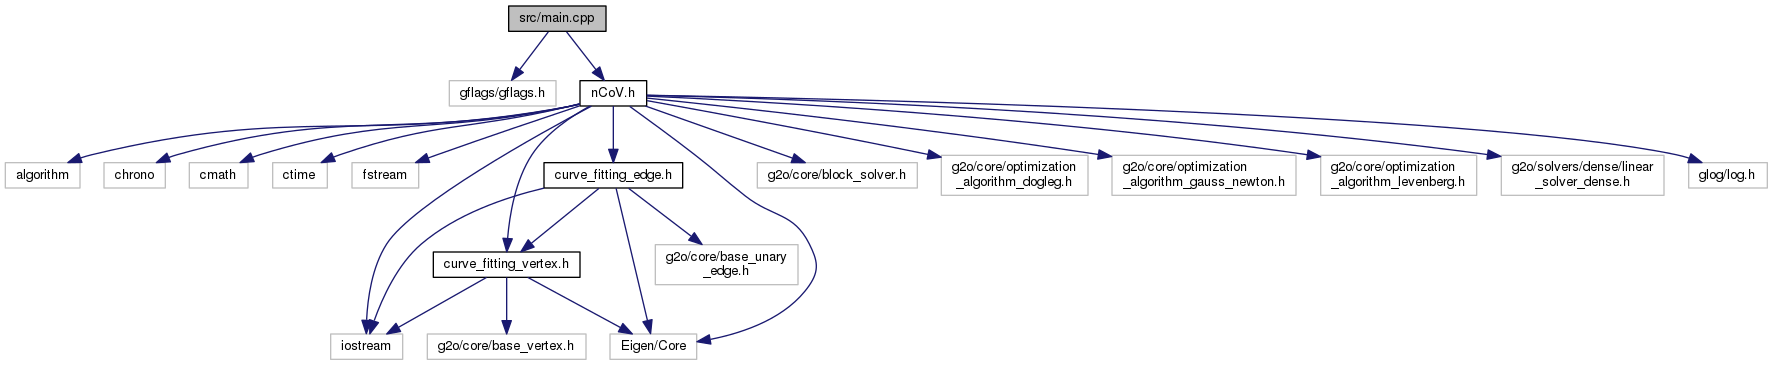 src/main.cpp
gflags/gflags.h
nCoV.h
algorithm
chrono
cmath
ctime
fstream
curve_fitting_edge.h
g2o/core/block_solver.h
g2o/core/optimization
_algorithm_dogleg.h
g2o/core/optimization
_algorithm_gauss_newton.h
g2o/core/optimization
_algorithm_levenberg.h
g2o/solvers/dense/linear
_solver_dense.h
glog/log.h
curve_fitting_vertex.h
g2o/core/base_unary
_edge.h
iostream
g2o/core/base_vertex.h
Eigen/Core